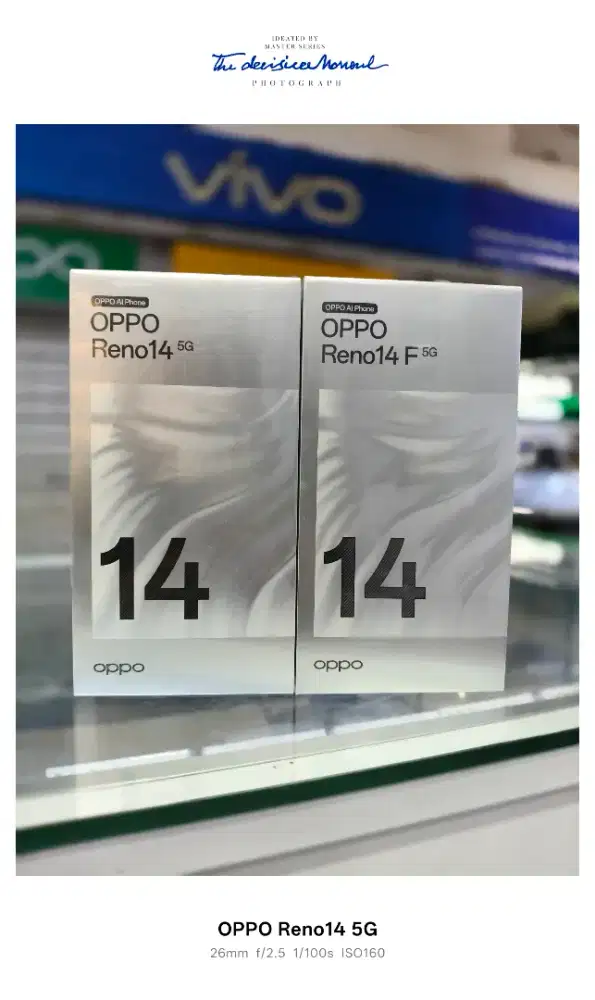 IDEATED BY
MASTER SERIES
The decisive Moment
PHOTOGRAPH
vivo
OPPO AI Phone
OPPO
Reno14 5G
14
oppo
OPPO AI Phone
OPPO
Reno14 F 5G
14
oppo
OPPO Reno14 5G
26mm f/2.5 1/100s ISO160